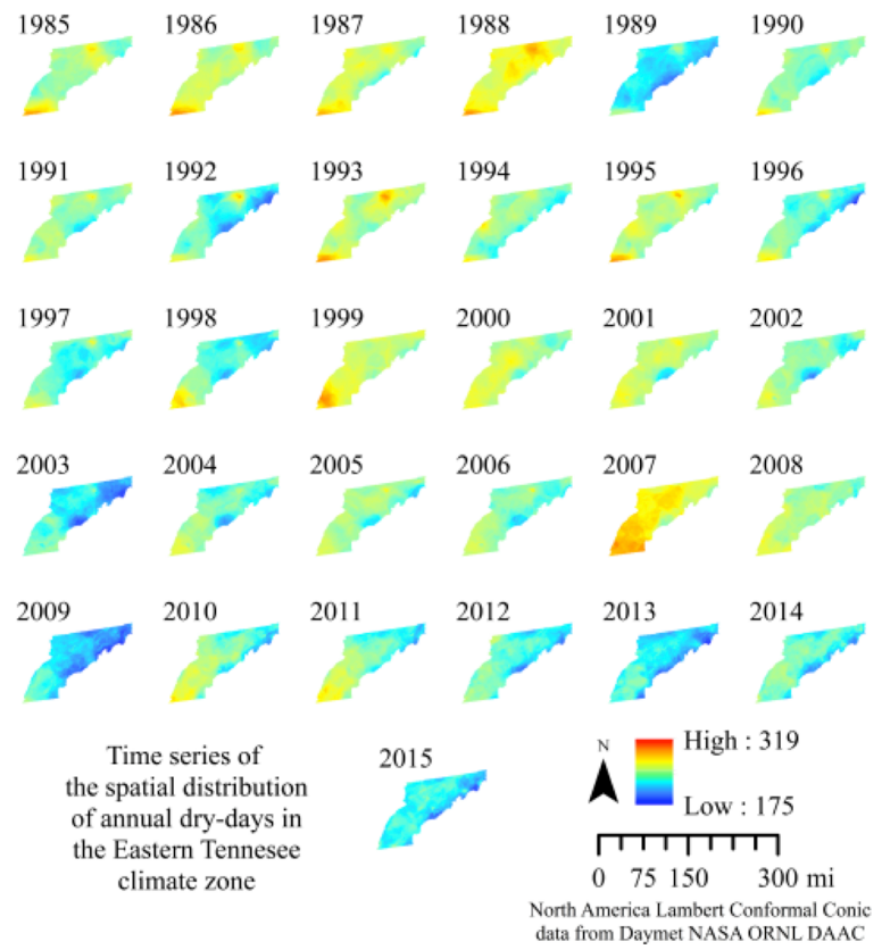 1985 1986 1987 1988 1989 1990
1991 1992 1993 1994 1995 1996
1997 1998 1999 2000 2001 2002
2003 2004 2005 2006 2007 2008
2009 2010 2011 2012 2013 2014
Time series of
the spatial distribution
of annual dry-days in
the Eastern Tennesee
climate zone
2015
N
High : 319
Low : 175
0 75 150 300 mi
North America Lambert Conformal Conic
data from Daymet NASA ORNL DAAC